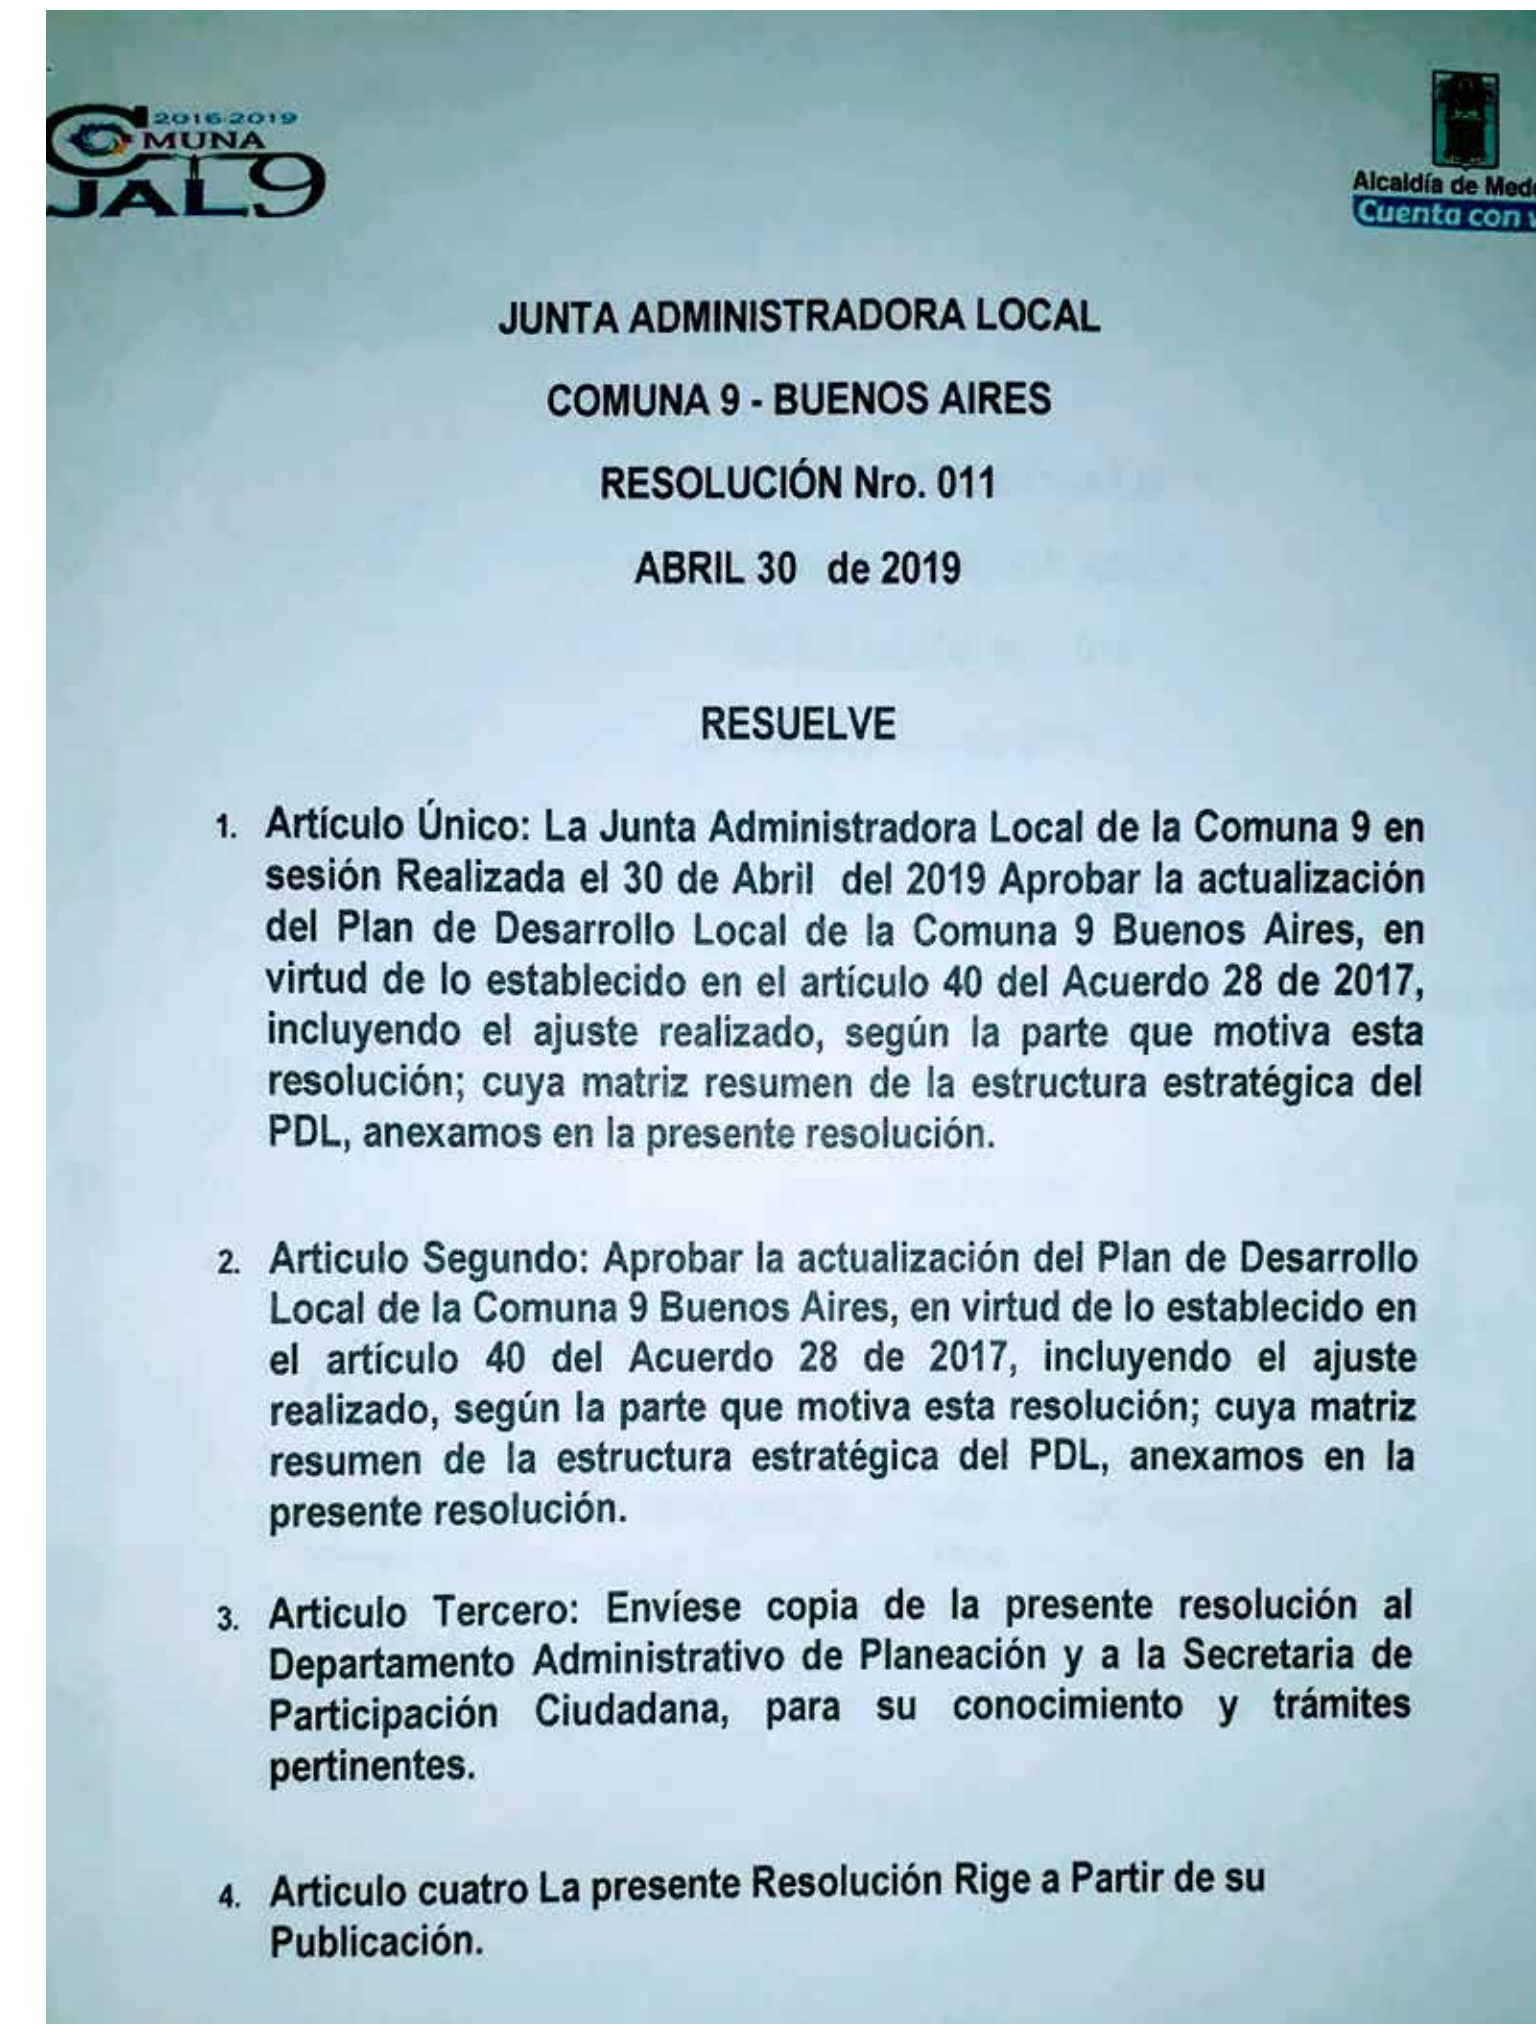 2016-2019
COMUNA
JAL 9
Alcaldía de
Cuenta con
JUNTA ADMINISTRADORA LOCAL
COMUNA 9 - BUENOS AIRES
RESOLUCIÓN Nro. 011
ABRIL 30 de 2019
RESUELVE
1. Artículo Único: La Junta Administradora Local de la Comuna 9 en
sesión Realizada el 30 de Abril del 2019 Aprobar la actualización
del Plan de Desarrollo Local de la Comuna 9 Buenos Aires, en
virtud de lo establecido en el artículo 40 del Acuerdo 28 de 2017,
incluyendo el ajuste realizado, según la parte que motiva esta
resolución; cuya matriz resumen de la estructura estratégica del
PDL, anexamos en la presente resolución.
2. Articulo Segundo: Aprobar la actualización del Plan de Desarrollo
Local de la Comuna 9 Buenos Aires, en virtud de lo establecido en
el artículo 40 del Acuerdo 28 de 2017, incluyendo el ajuste
realizado, según la parte que motiva esta resolución; cuya matriz
resumen de la estructura estratégica del PDL, anexamos en la
presente resolución.
3. Articulo Tercero: Envíese copia de la presente resolución al
Departamento Administrativo de Planeación y a la Secretaria de
Participación Ciudadana, para su conocimiento y trámites
pertinentes.
4. Articulo cuatro La presente Resolución Rige a Partir de su
Publicación.